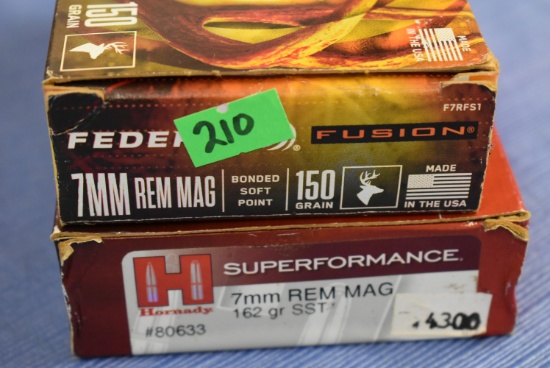 150
GRAIN
MADE
IN THE USA
F7RFS1
210
FUSION®
7MM REM MAG
BONDED
SOFT
POINT
150
GRAIN
MADE
IN THE USA
H
Hornady
SUPERFORMANCE
7mm REM MAG
162 gr SST
#80633
4300